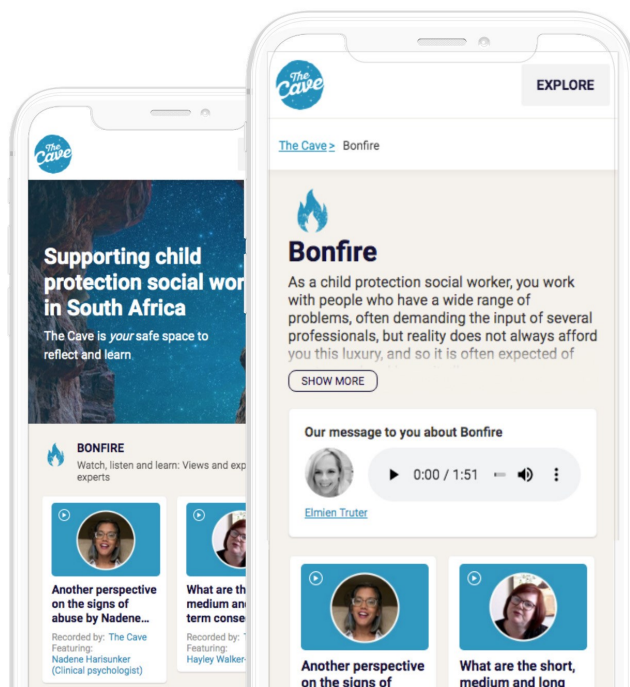 The
Cave
Supporting child
protection social wor
in South Africa
The Cave is your safe space to
reflect and learn
BONFIRE
Watch, listen and learn: Views and exp
experts
Another perspective
on the signs of
abuse by Nadene...
Recorded by: The Cave
Featuring:
Nadene Harisunker
(Clinical psychologist)
What are th
medium an
term conse
Recorded by: T
Featuring:
Hayley Walker-
The
Cave
EXPLORE
The Cave > Bonfire
Bonfire
As a child protection social worker, you work
with people who have a wide range of
problems, often demanding the input of several
professionals, but reality does not always afford
you this luxury, and so it is often expected of
SHOW MORE
Our message to you about Bonfire
0:00 / 1:51
Elmien Truter
Another perspective
on the signs of
What are the short,
medium and long